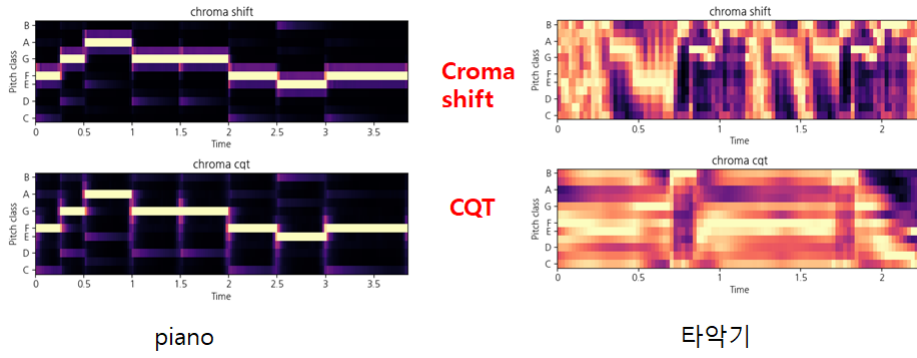 chroma shift
B
A
G
F
E
D
C
Pitch class
0 0.5 1 1.5 2 2.5 3 3.5
Time
chroma cqt
B
A
G
F
E
D
C
Pitch class
0 0.5 1 1.5 2 2.5 3 3.5
Time
piano
Croma
shift
CQT
chroma shift
B
A
G
F
E
D
C
Pitch class
0 0.5 1 1.5 2
Time
chroma cqt
B
A
G
F
E
D
C
Pitch class
0 0.5 1 1.5 2
Time
타악기